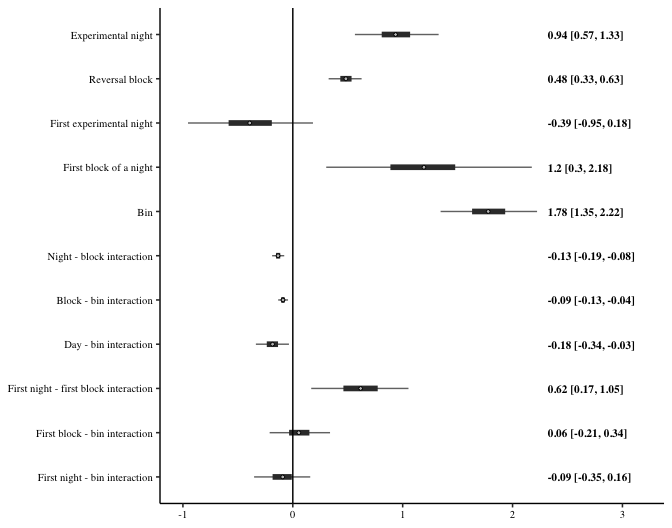 Experimental night 0.94 [0.57, 1.33]
Reversal block 0.48 [0.33, 0.63]
First experimental night -0.39 [-0.95, 0.18]
First block of a night 1.2 [0.3, 2.18]
Bin 1.78 [1.35, 2.22]
Night - block interaction -0.13 [-0.19, -0.08]
Block - bin interaction -0.09 [-0.13, -0.04]
Day - bin interaction -0.18 [-0.34, -0.03]
First night - first block interaction 0.62 [0.17, 1.05]
First block - bin interaction 0.06 [-0.21, 0.34]
First night - bin interaction -0.09 [-0.35, 0.16]
-1 0 1 2 3